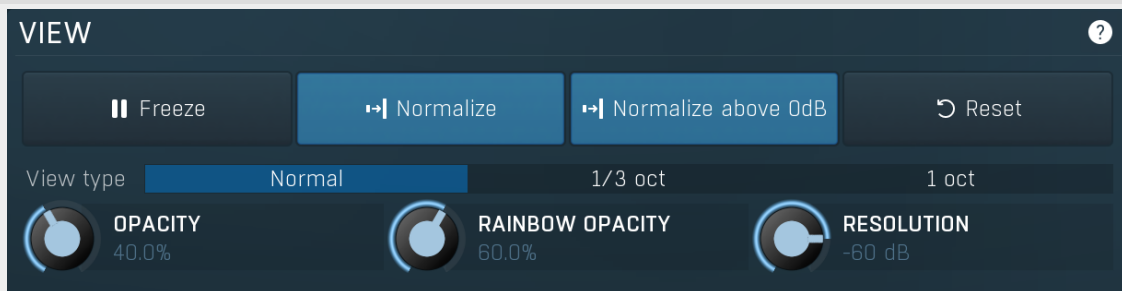 VIEW ?
Freeze Normalize Normalize above 0dB Reset
View type Normal 1/3 oct 1 oct
OPACITY RAINBOW OPACITY RESOLUTION
40.0% 60.0% -60 dB